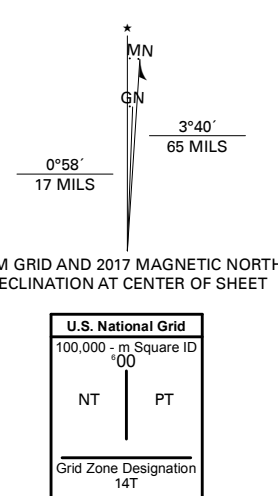 ★
MN
GN
3°40´
65 MILS
0°58´
17 MILS
M GRID AND 2017 MAGNETIC NORTH
ECLINATION AT CENTER OF SHEET
U.S. National Grid
100,000 - m Square ID
⁶00
NT PT
Grid Zone Designation
14T